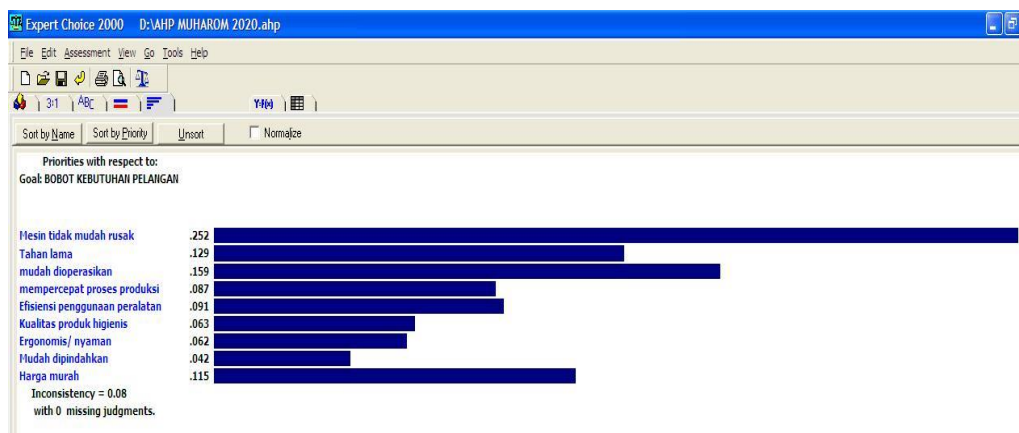 Expert Choice 2000 D:\AHP MUHAROM 2020.ahp
File Edit Assessment View Go Tools Help
3:1 ABC Y=f(x)
Sort by Name Sort by Priority Unsort Normalize
Priorities with respect to:
Goal: BOBOT KEBUTUHAN PELANGAN
Mesin tidak mudah rusak .252
Tahan lama .129
mudah dioperasikan .159
mempercepat proses produksi .087
Efisiensi penggunaan peralatan .091
Kualitas produk higienis .063
Ergonomis/ nyaman .062
Mudah dipindahkan .042
Harga murah .115
Inconsistency = 0.08
with 0 missing judgments.